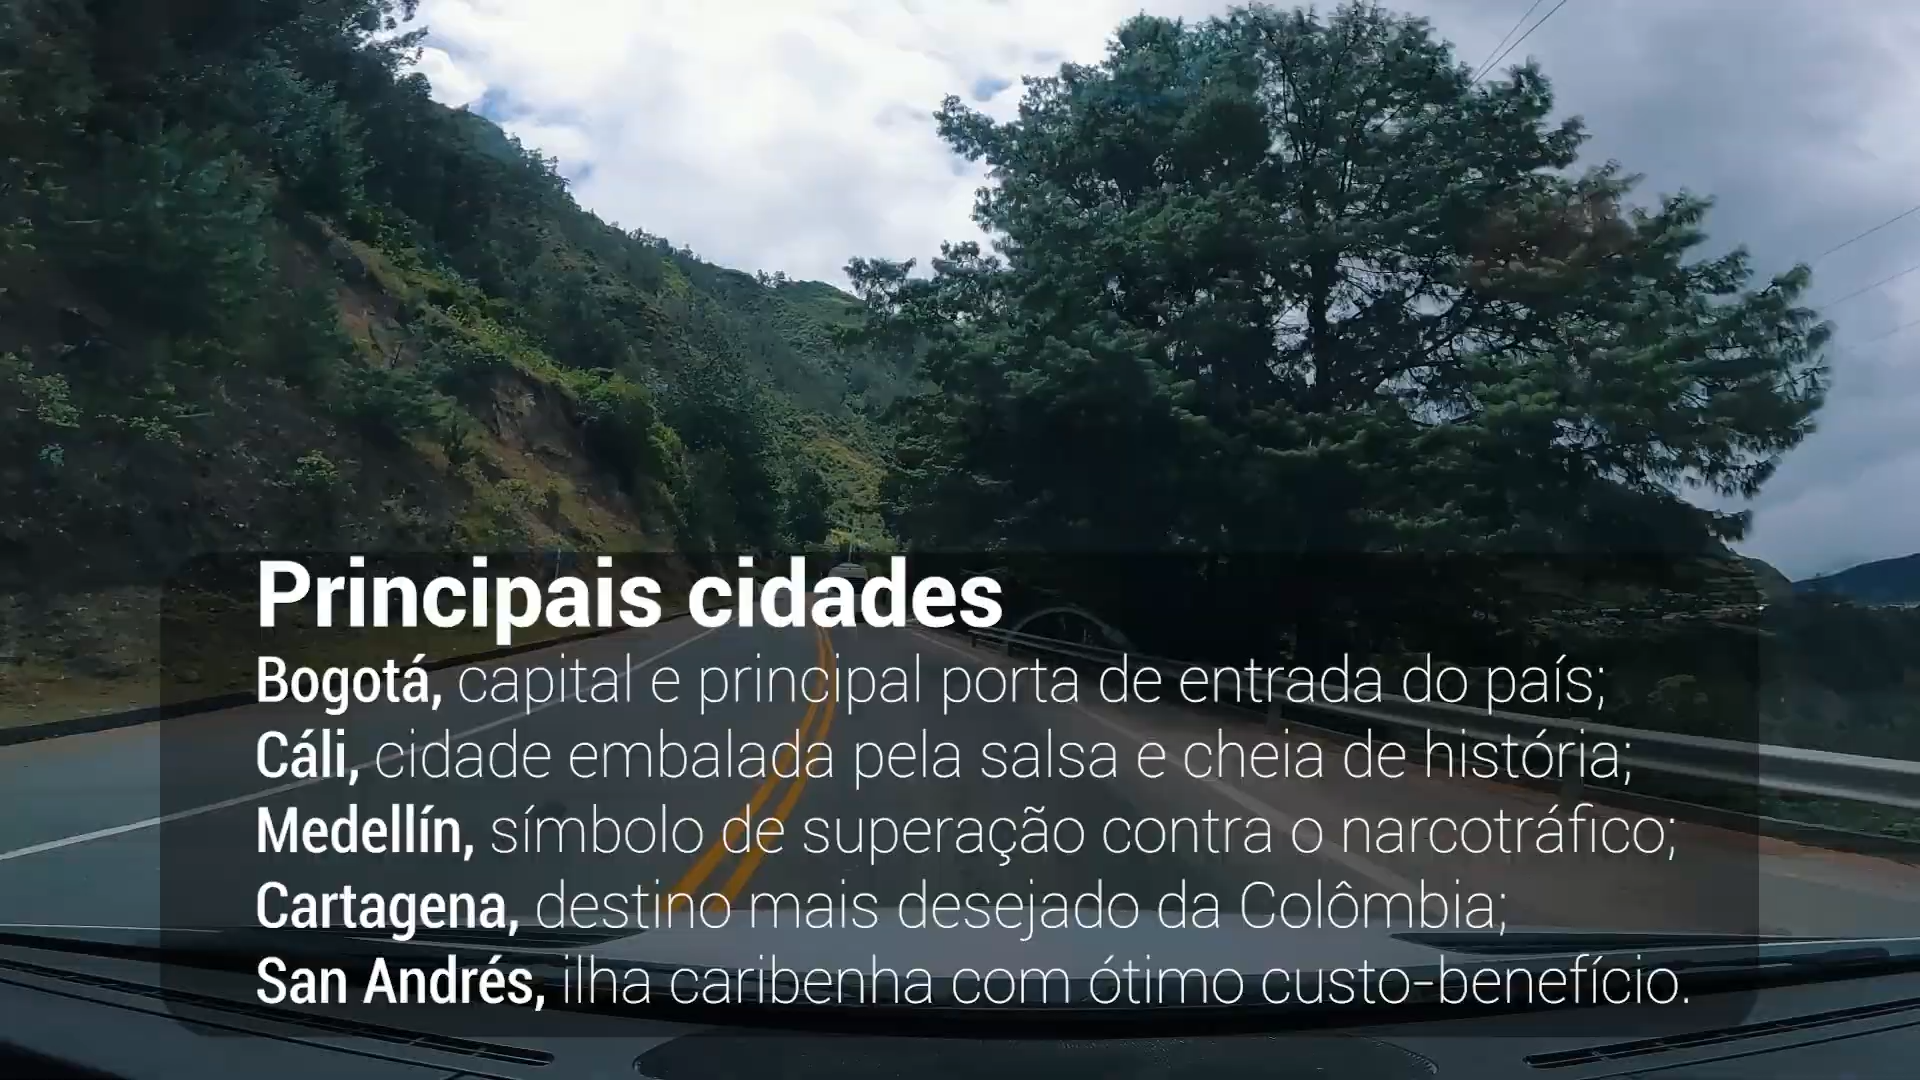 Principais cidades
Bogotá, capital e principal porta de entrada do país;
Cáli, cidade embalada pela salsa e cheia de história;
Medellín, símbolo de superação contra o narcotráfico;
Cartagena, destino mais desejado da Colômbia;
San Andrés, ilha caribenha com ótimo custo-benefício.